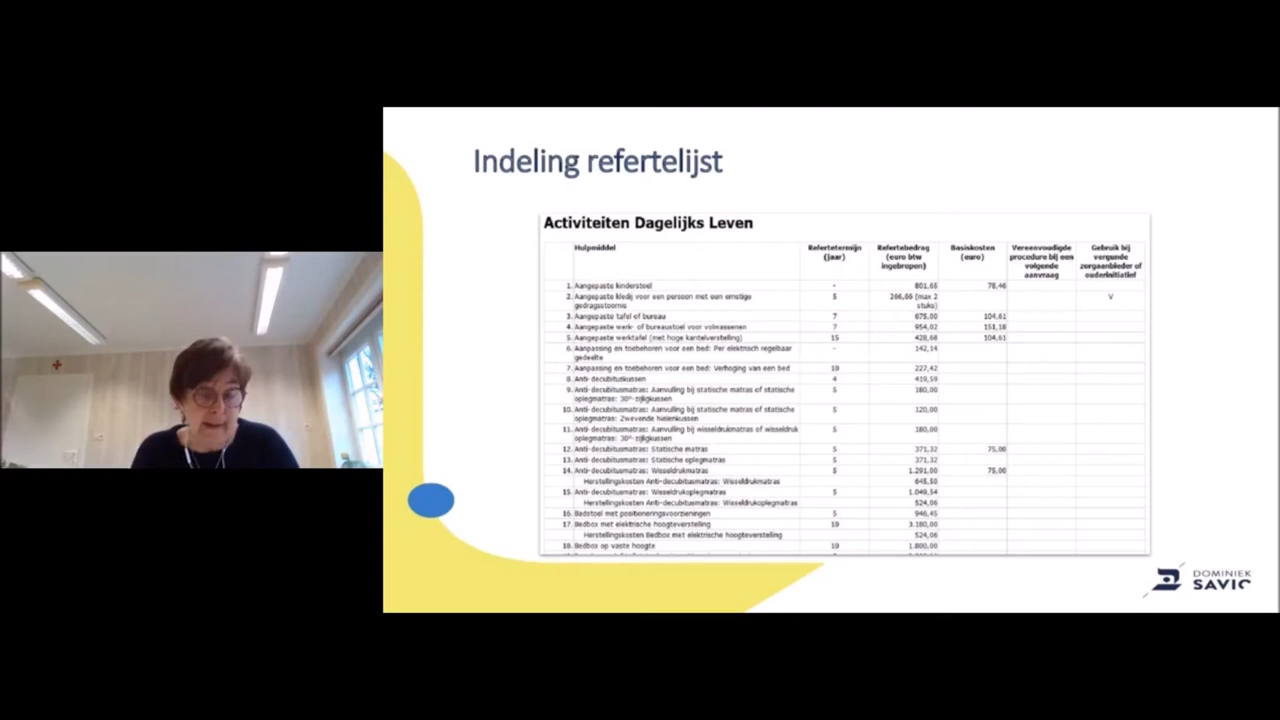 Indeling refertelijst
Activiteiten Dagelijks Leven
Hulpmiddel Refertetermijn (jaar) Refertebedrag (euro btw ingebrepen) Basiskosten (euro) Vereenvoudigde procedure bij een volgende aanvraag Gebruik bij vergunde zorgaanbieder of ouderinitiatief
1. Aangepaste kinderstoel - 801,65 78,46
2. Aangepaste kledij voor een persoon met een ernstige gedragsstoornis 5 266,66 (max 2 stuks) V
3. Aangepaste tafel of bureau 7 675,00 104,61
4. Aangepaste werk- of bureaustoel voor volwassenen 7 954,02 151,18
5. Aangepaste werktafel (met hoge kantelverstelling) 15 428,68 104,61
6. Aanpassing en toebehoren voor een bed: Per elektrisch regelbaar gedeelte - 142,14
7. Aanpassing en toebehoren voor een bed: Verhoging van een bed 10 227,42
8. Anti-decubituskussen 4 419,59
9. Anti-decubitusmatras: Aanvulling bij statische matras of statische oplegmatras: 30°-zijligkussen 5 180,00
10. Anti-decubitusmatras: Aanvulling bij statische matras of statische oplegmatras: Zwevende hielenkussen 5 120,00
11. Anti-decubitusmatras: Aanvulling bij wisseldrukmatras of wisseldruk oplegmatras: 30°-zijligkussen 5 180,00
12. Anti-decubitusmatras: Statische matras 5 371,32 75,00
13. Anti-decubitusmatras: Statische oplegmatras 5 371,32
14. Anti-decubitusmatras: Wisseldrukmatras 5 1.291,00 75,00
Herstellingskosten Anti-decubitusmatras: Wisseldrukmatras 645,50
15. Anti-decubitusmatras: Wisseldrukoplegmatras 5 1.049,54
Herstellingskosten Anti-decubitusmatras: Wisseldrukoplegmatras 524,06
16. Badstoel met positioneringsvoorzieningen 5 946,45
17. Bedbox met elektrische hoogteverstelling 10 3.180,00
Herstellingskosten Bedbox met elektrische hoogteverstelling 524,06
18. Bedbox op vaste hoogte 10 1.800,00
DOMINIEK
SAVIO